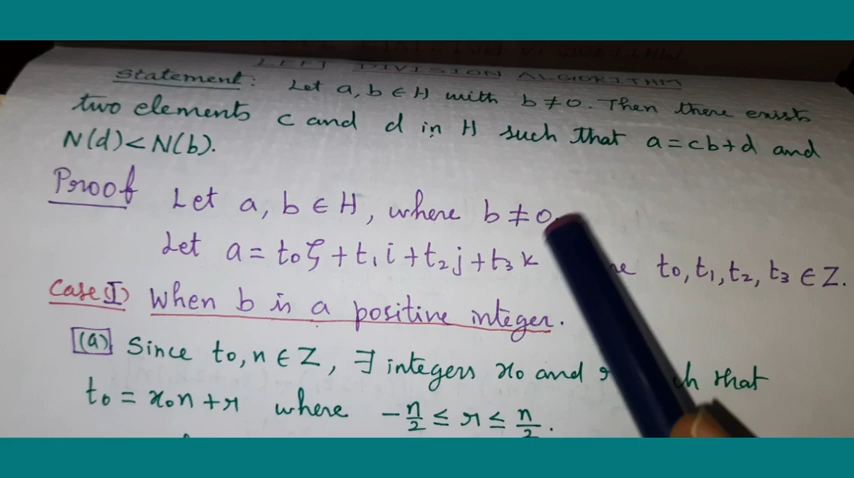 LEFT DIVISION ALGORITHM
Statement: Let a, b ∈ H with b ≠ 0. Then there exists
two elements c and d in H such that a = cb + d and
N(d) < N(b).
Proof Let a, b ∈ H, where b ≠ 0
Let a = t₀ζ + t₁i + t₂j + t₃k t₀, t₁, t₂, t₃ ∈ Z.
Case (I) When b is a positive integer.
(a) Since t₀, n ∈ Z, ∃ integers x₀ and that
t₀ = x₀n + r where -n/2 ≤ r ≤ n/2.